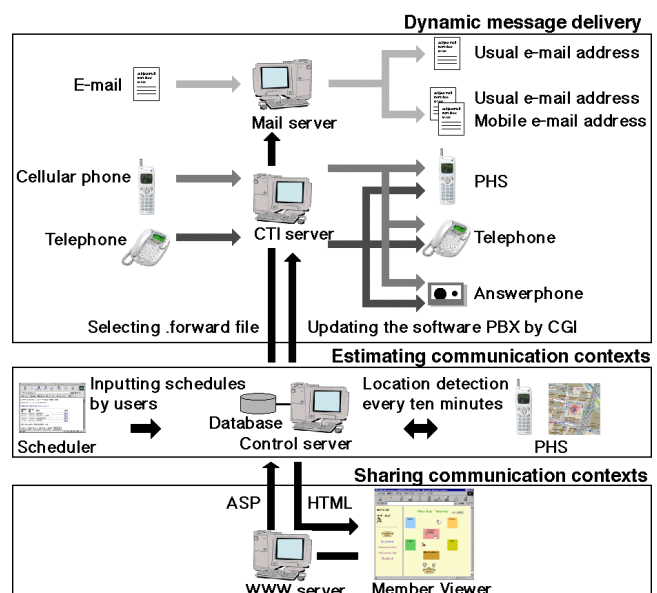 Dynamic message delivery
E-mail
Mail server
Usual e-mail address
Usual e-mail address
Mobile e-mail address
Cellular phone
Telephone
CTI server
PHS
Telephone
Answerphone
Selecting .forward file
Updating the software PBX by CGI
Estimating communication contexts
Inputting schedules
by users
Scheduler
Database
Control server
Location detection
every ten minutes
PHS
Sharing communication contexts
ASP
HTML
WWW server
Member Viewer